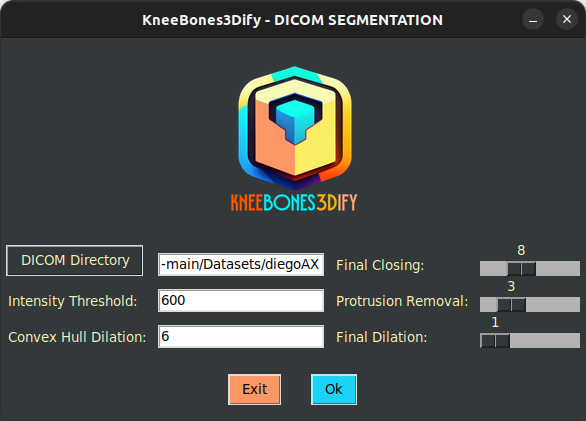 KneeBones3Dify - DICOM SEGMENTATION
KNEEBONES3DIFY
DICOM Directory
-main/Datasets/diegoAX
Final Closing:
8
Intensity Threshold:
600
Protrusion Removal:
3
Convex Hull Dilation:
6
Final Dilation:
1
Exit
Ok